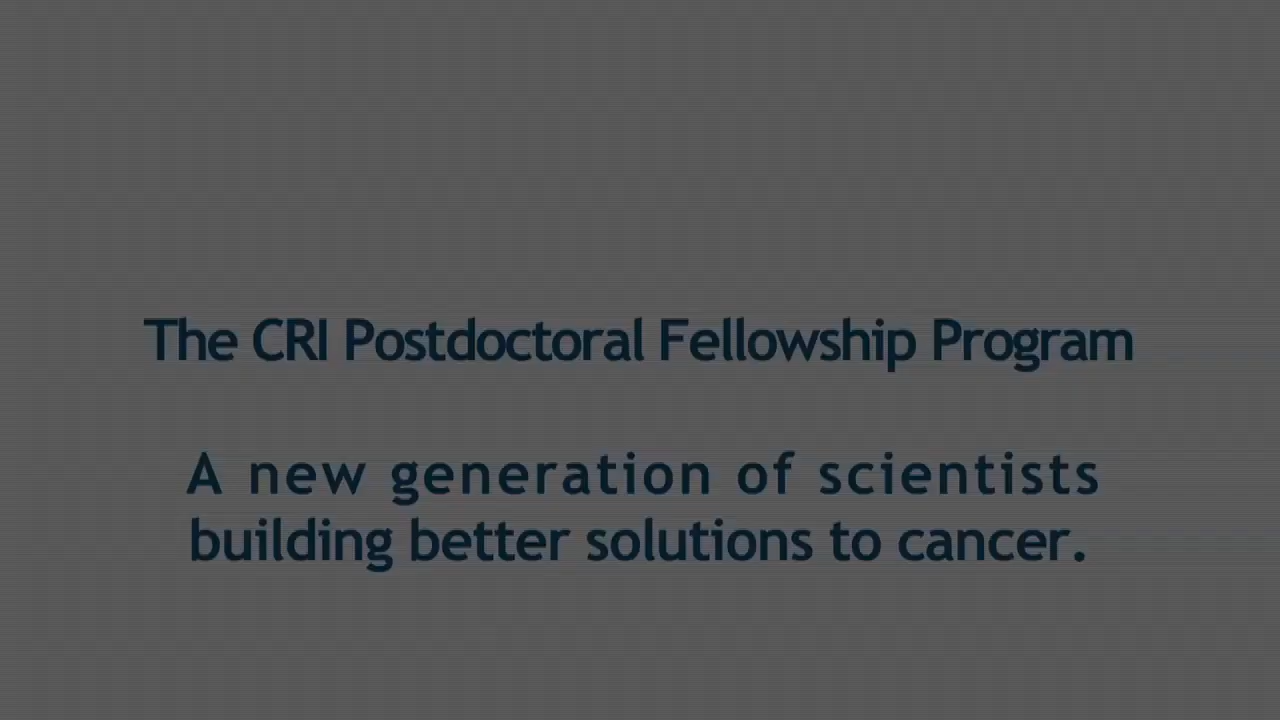 The CRI Postdoctoral Fellowship Program
A new generation of scientists
building better solutions to cancer.